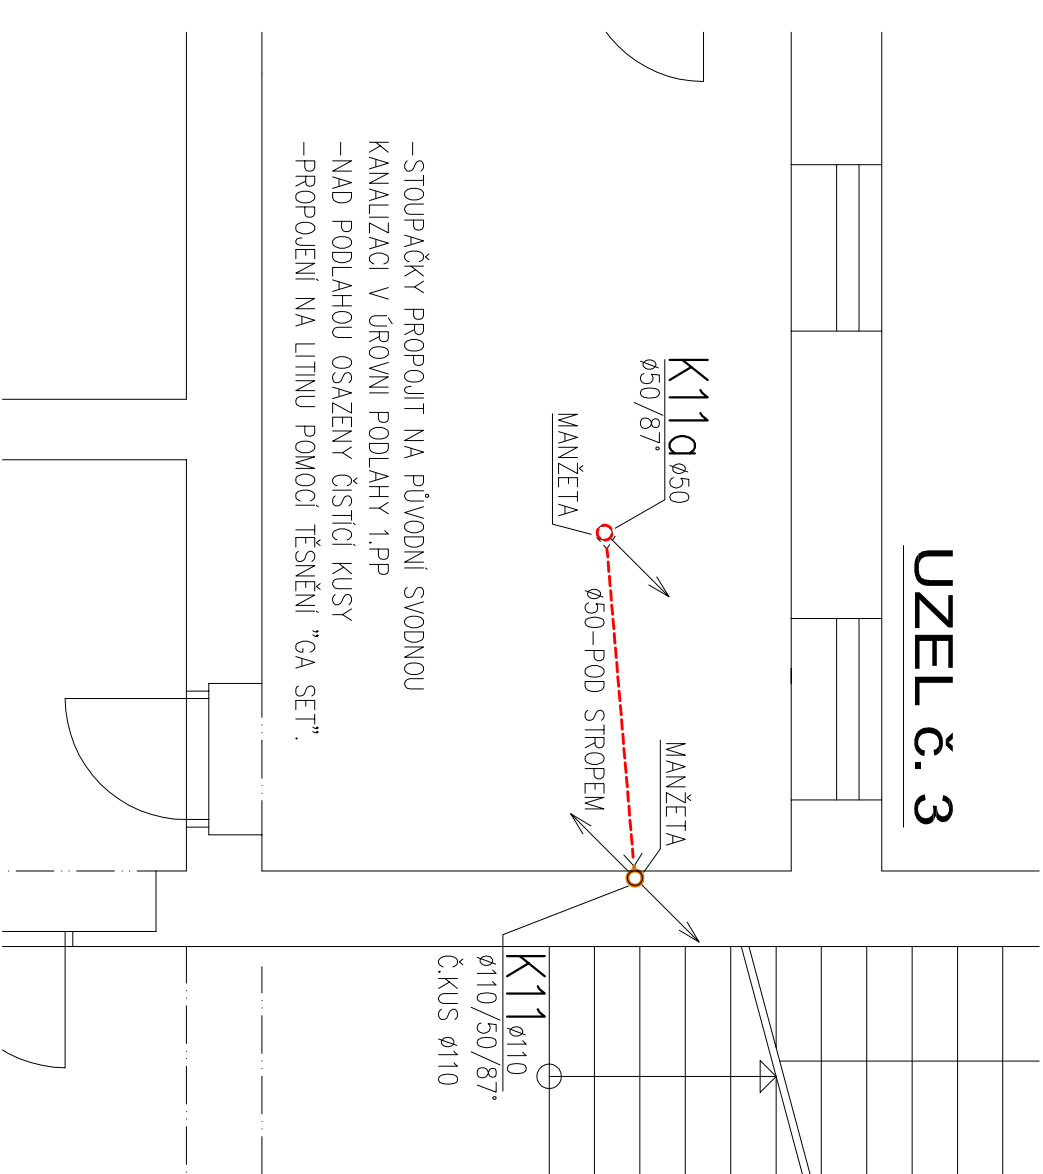 UZEL č. 3
K11a ø50
ø50/87°
MANŽETA
ø50-POD STROPEM
MANŽETA
K11 ø110
ø110/50/87°
Č.KUS ø110
-STOUPAČKY PROPOJIT NA PŮVODNÍ SVODNOU
KANALIZACI V ÚROVNI PODLAHY 1.PP
-NAD PODLAHOU OSAZENY ČISTÍCÍ KUSY
-PROPOJENÍ NA LITINU POMOCÍ TĚSNĚNÍ "GA SET".